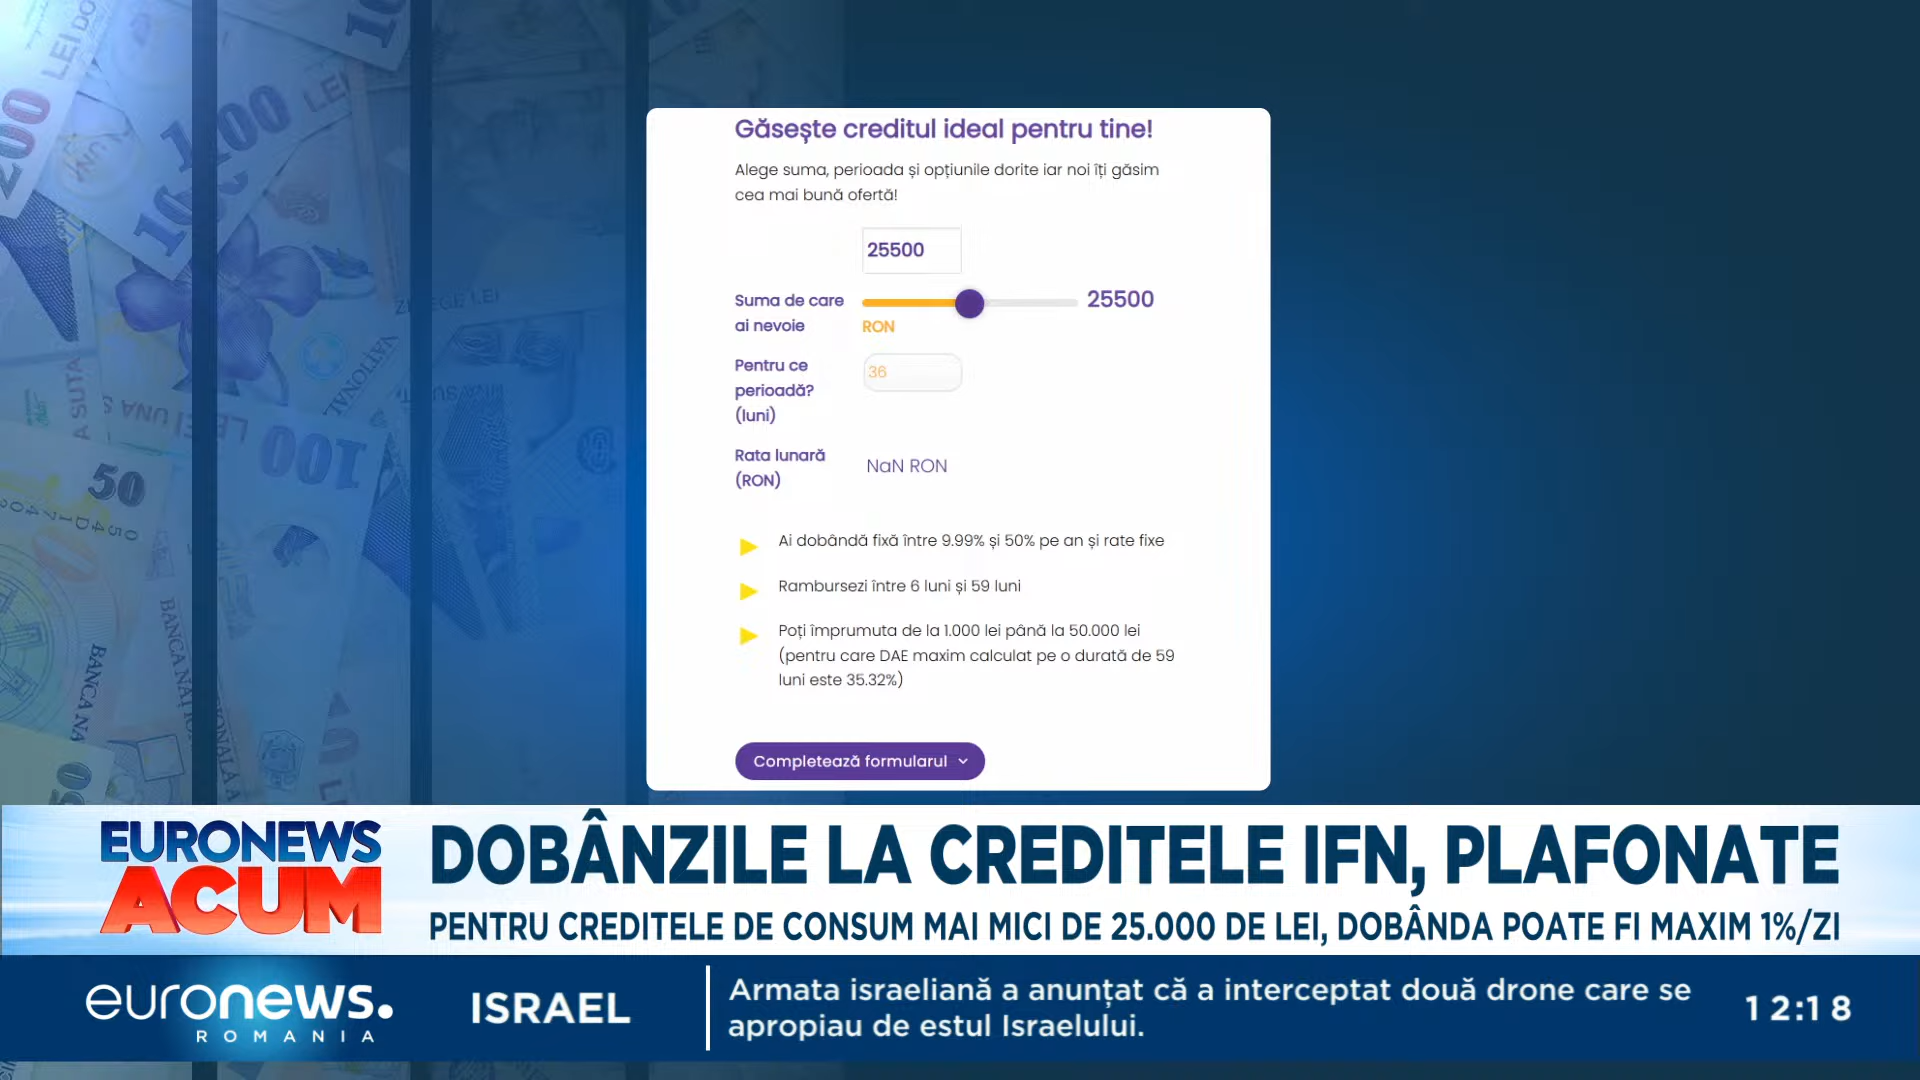 Găsește creditul ideal pentru tine!
Alege suma, perioada și opțiunile dorite iar noi îți găsim
cea mai bună ofertă!
25500
Suma de care
ai nevoie
25500
RON
Pentru ce
perioadă?
(luni)
36
Rata lunară
(RON)
NaN RON
Ai dobândă fixă între 9.99% și 50% pe an și rate fixe
Rambursezi între 6 luni și 59 luni
Poți împrumuta de la 1.000 lei până la 50.000 lei
(pentru care DAE maxim calculat pe o durată de 59
luni este 35.32%)
Completează formularul
EURONEWS
ACUM
DOBÂNZILE LA CREDITELE IFN, PLAFONATE
PENTRU CREDITELE DE CONSUM MAI MICI DE 25.000 DE LEI, DOBÂNDA POATE FI MAXIM 1%/ZI
euronews.
ROMANIA
ISRAEL
Armata israeliană a anunțat că a interceptat două drone care se
apropiau de estul Israelului.
12:18
100 LEI
200
LEI
50
100